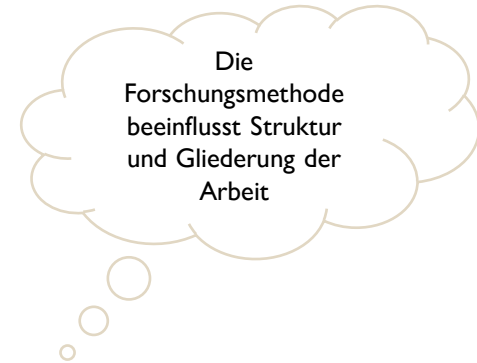 Die
Forschungsmethode
beeinflusst Struktur
und Gliederung der
Arbeit